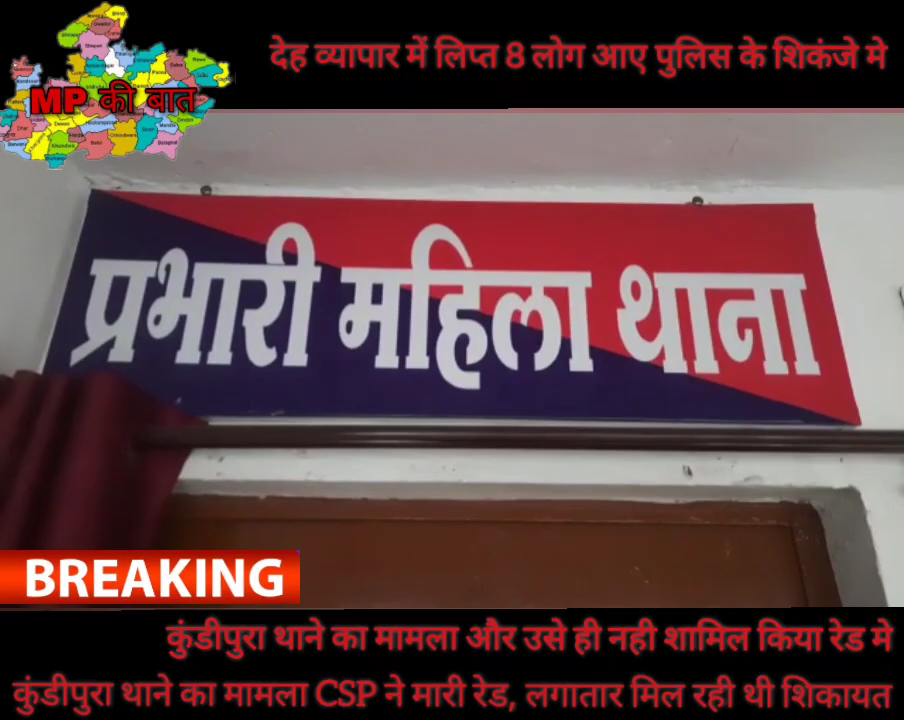 देह व्यापार में लिप्त 8 लोग आए पुलिस के शिकंजे मे
MP की बात
प्रभारी महिला थाना
BREAKING
कुंडीपुरा थाने का मामला और उसे ही नही शामिल किया रेड मे
कुंडीपुरा थाने का मामला CSP ने मारी रेड, लगातार मिल रही थी शिकायत